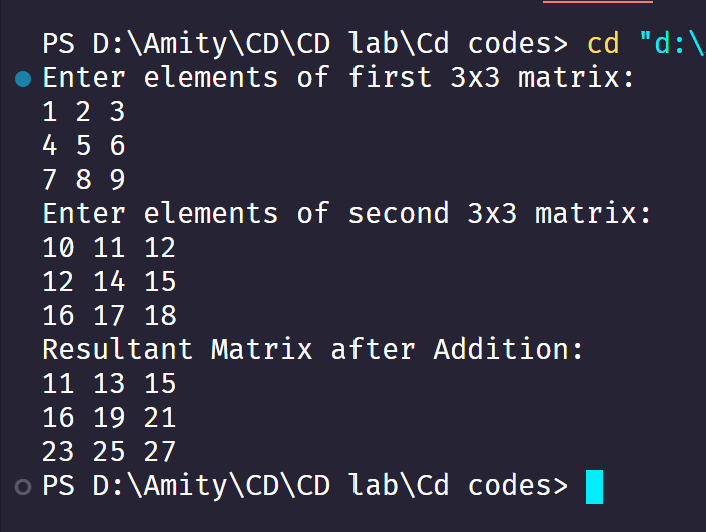 PS D:\Amity\CD\CD lab\Cd codes> cd "d:\
Enter elements of first 3x3 matrix:
1 2 3
4 5 6
7 8 9
Enter elements of second 3x3 matrix:
10 11 12
12 14 15
16 17 18
Resultant Matrix after Addition:
11 13 15
16 19 21
23 25 27
PS D:\Amity\CD\CD lab\Cd codes>